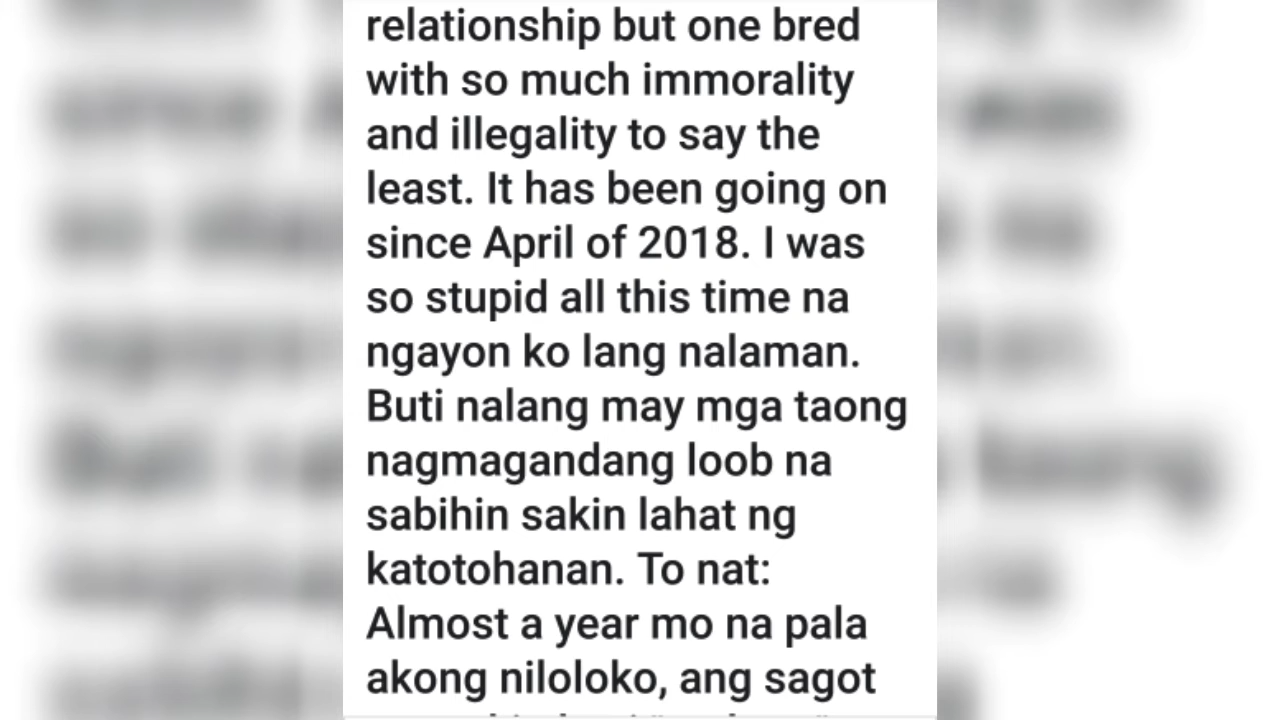 relationship but one bred
with so much immorality
and illegality to say the
least. It has been going on
since April of 2018. I was
so stupid all this time na
ngayon ko lang nalaman.
Buti nalang may mga taong
nagmagandang loob na
sabihin sakin lahat ng
katotohanan. To nat:
Almost a year mo na pala
akong niloloko, ang sagot